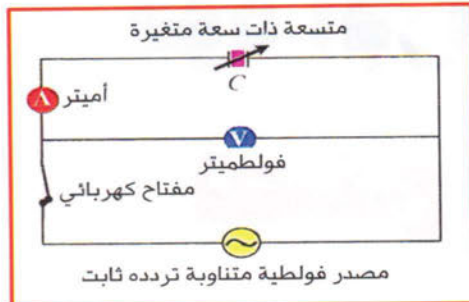 متسعة ذات سعة متغيرة
C
A
أميتر
V
فولطميتر
مفتاح كهربائي
مصدر فولطية متناوبة تردده ثابت